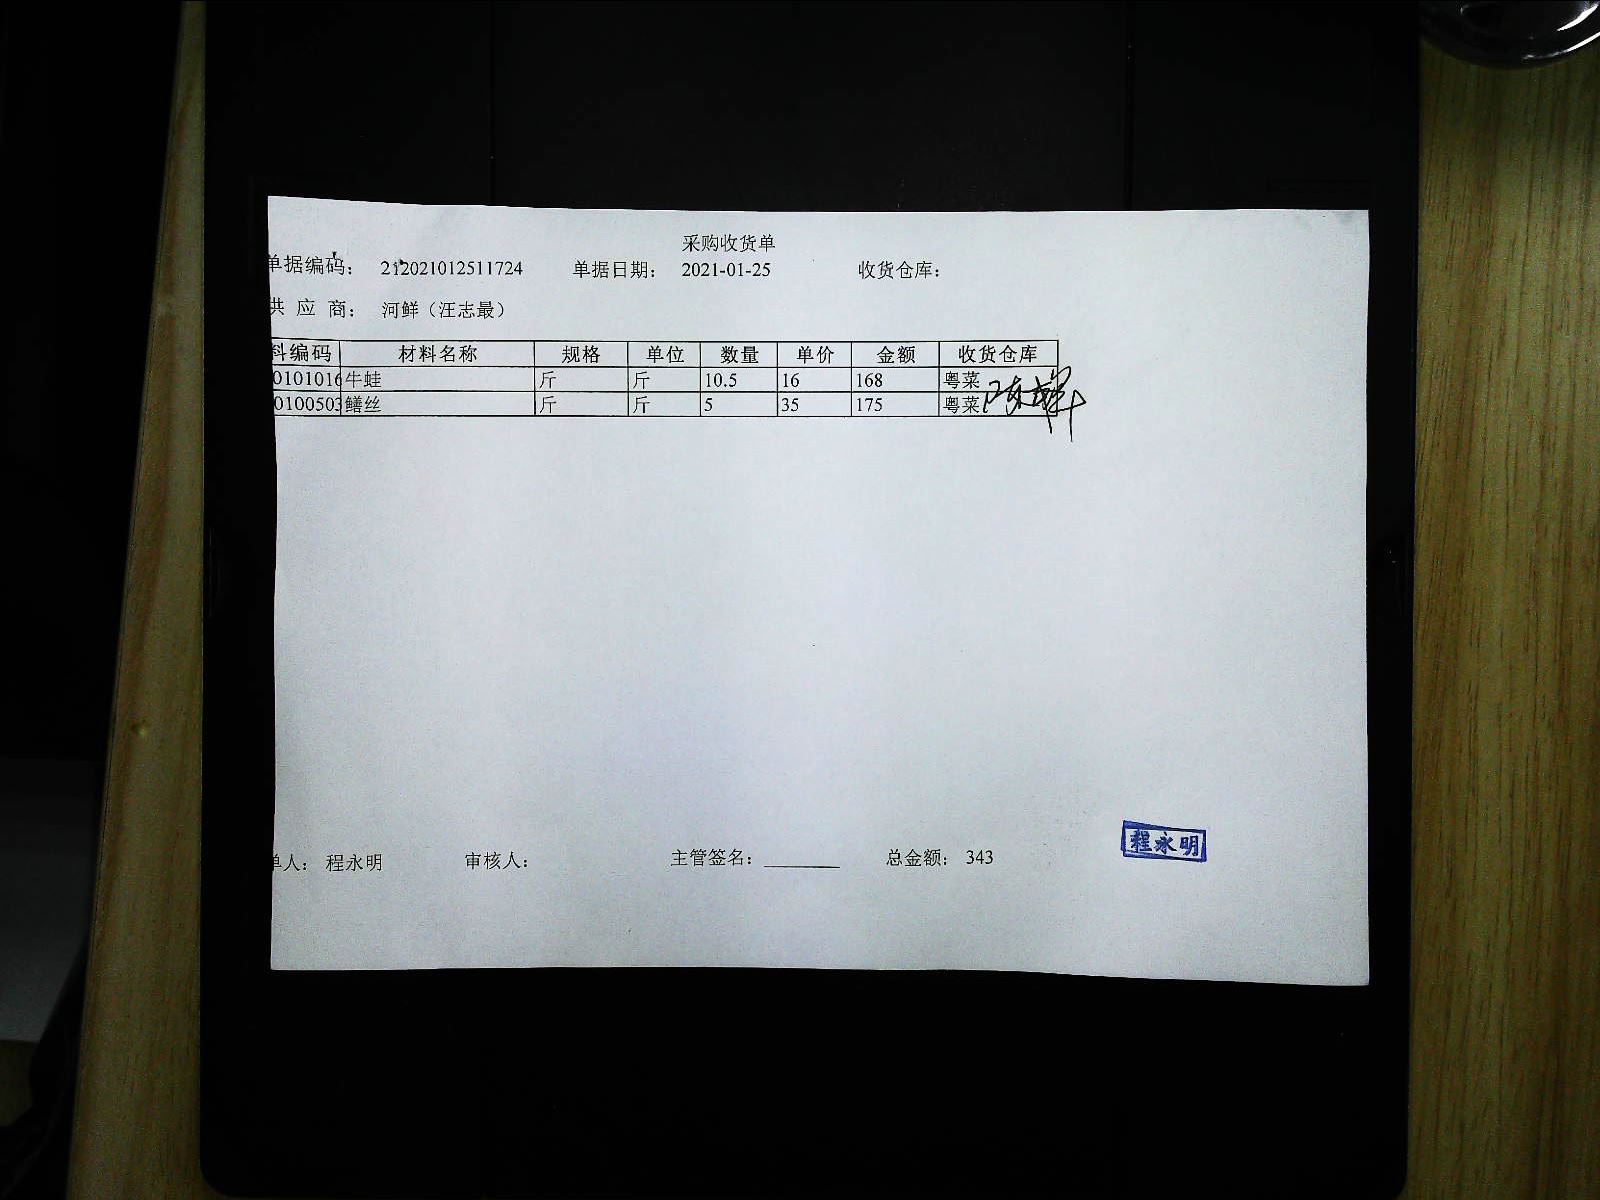 采购收货单
单据编码： 212021012511724 单据日期： 2021-01-25 收货仓库：
供 应 商： 河鲜（汪志最）
料编码 材料名称 规格 单位 数量 单价 金额 收货仓库
0101016 牛蛙 斤 斤 10.5 16 168 粤菜
0100503 鳝丝 斤 斤 5 35 175 粤菜
单人： 程永明 审核人： 主管签名： 总金额： 343
程永明